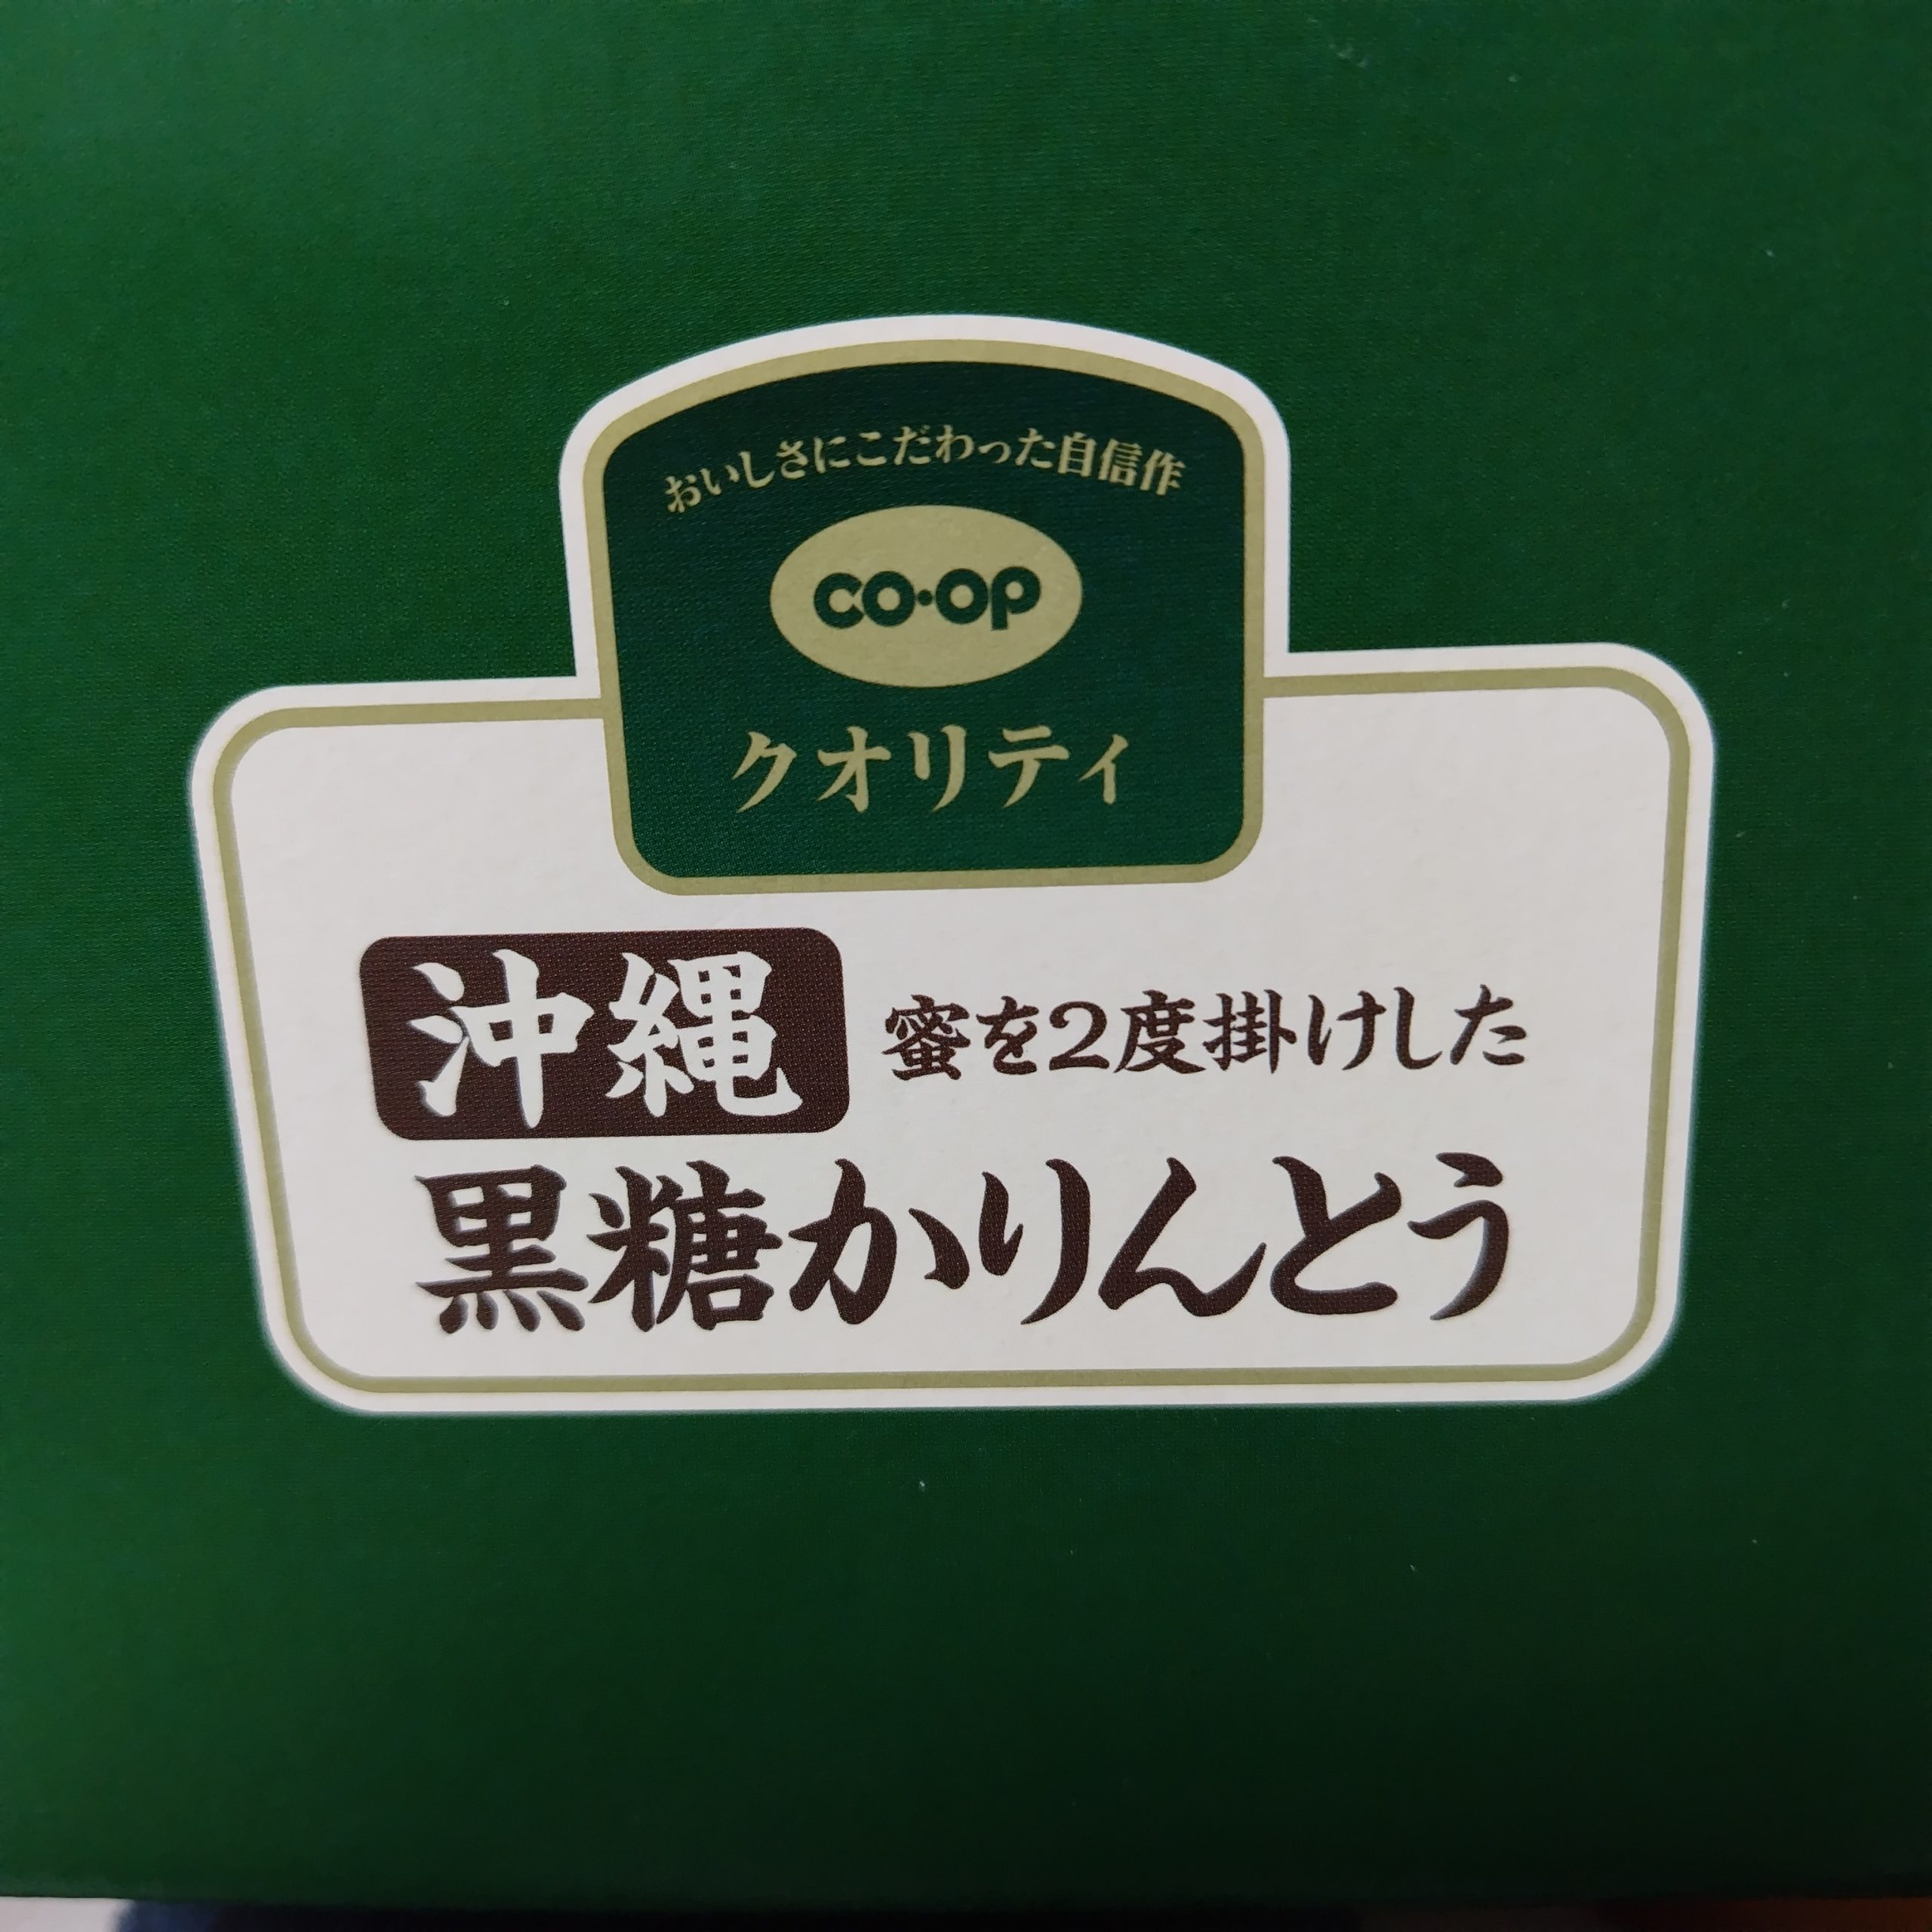 おいしさにこだわった自信作
CO·OP
クオリティ
沖縄 蜜を2度掛けした
黒糖かりんとう